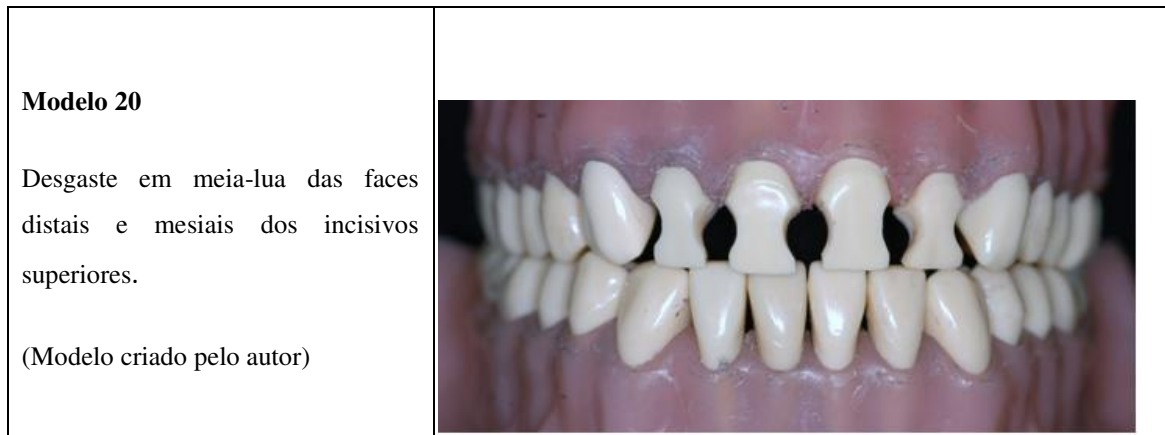 Modelo 20
Desgaste em meia-lua das faces
distais e mesiais dos incisivos
superiores.
(Modelo criado pelo autor)